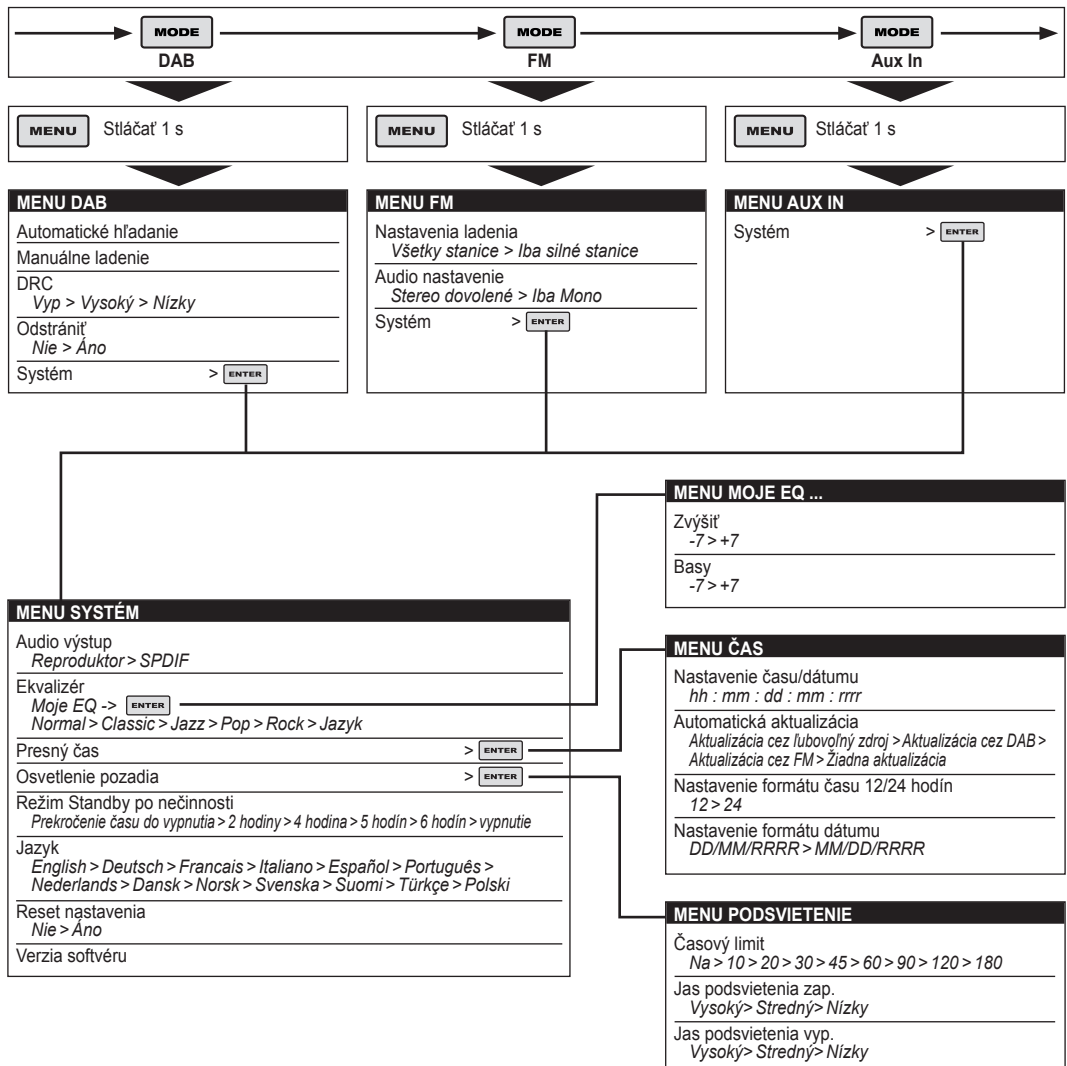 MODE MODE MODE
DAB FM Aux In
MENU Stláčať 1 s
MENU Stláčať 1 s
MENU Stláčať 1 s
MENU DAB
Automatické hľadanie
Manuálne ladenie
DRC
Vyp > Vysoký > Nízky
Odstrániť
Nie > Áno
Systém > ENTER
MENU FM
Nastavenia ladenia
Všetky stanice > Iba silné stanice
Audio nastavenie
Stereo dovolené > Iba Mono
Systém > ENTER
MENU AUX IN
Systém > ENTER
MENU SYSTÉM
Audio výstup
Reproduktor > SPDIF
Ekvalizér
Moje EQ -> ENTER
Normal > Classic > Jazz > Pop > Rock > Jazyk
Presný čas > ENTER
Osvetlenie pozadia > ENTER
Režim Standby po nečinnosti
Prekročenie času do vypnutia > 2 hodiny > 4 hodina > 5 hodín > 6 hodín > vypnutie
Jazyk
English > Deutsch > Francais > Italiano > Español > Português >
Nederlands > Dansk > Norsk > Svenska > Suomi > Türkçe > Polski
Reset nastavenia
Nie > Áno
Verzia softvéru
MENU MOJE EQ ...
Zvýšiť
-7 > +7
Basy
-7 > +7
MENU ČAS
Nastavenie času/dátumu
hh : mm : dd : mm : rrrr
Automatická aktualizácia
Aktualizácia cez ľubovoľný zdroj > Aktualizácia cez DAB >
Aktualizácia cez FM > Žiadna aktualizácia
Nastavenie formátu času 12/24 hodín
12 > 24
Nastavenie formátu dátumu
DD/MM/RRRR > MM/DD/RRRR
MENU PODSVIETENIE
Časový limit
Na > 10 > 20 > 30 > 45 > 60 > 90 > 120 > 180
Jas podsvietenia zap.
Vysoký> Stredný> Nízky
Jas podsvietenia vyp.
Vysoký> Stredný> Nízky